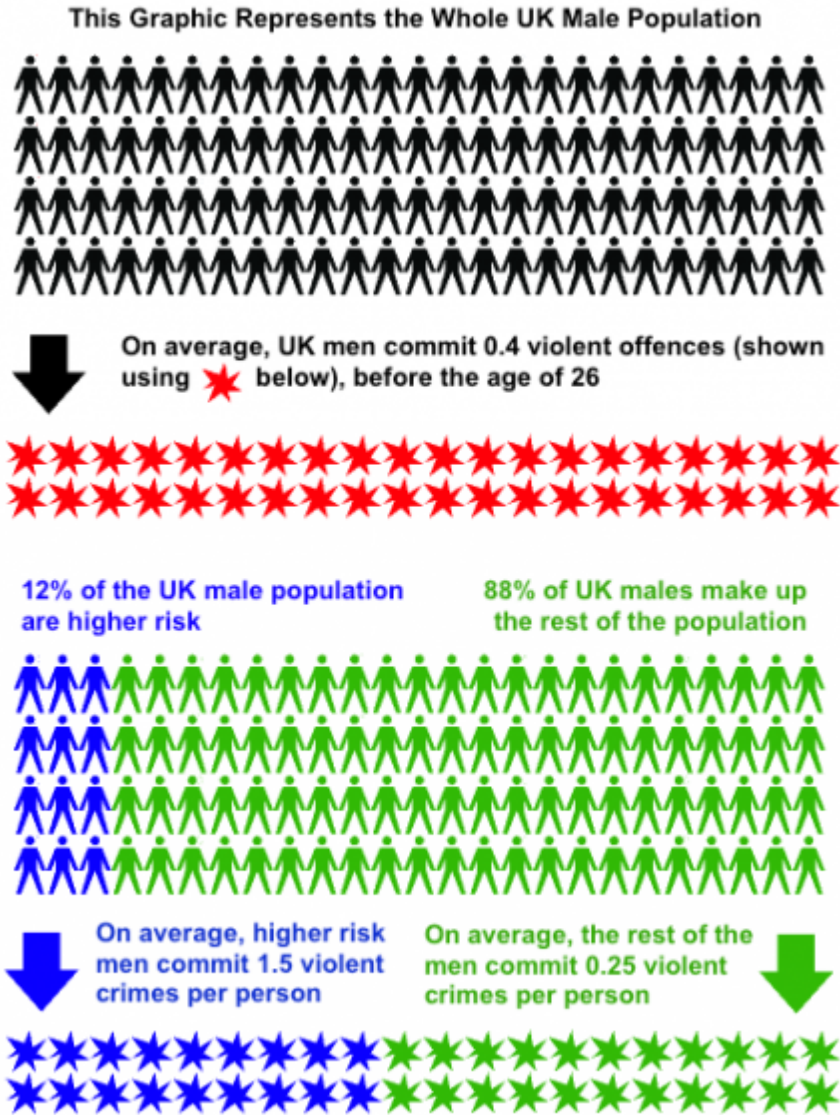 This Graphic Represents the Whole UK Male Population
On average, UK men commit 0.4 violent offences (shown
using below), before the age of 26
12% of the UK male population
are higher risk
88% of UK males make up
the rest of the population
On average, higher risk
men commit 1.5 violent
crimes per person
On average, the rest of the
men commit 0.25 violent
crimes per person